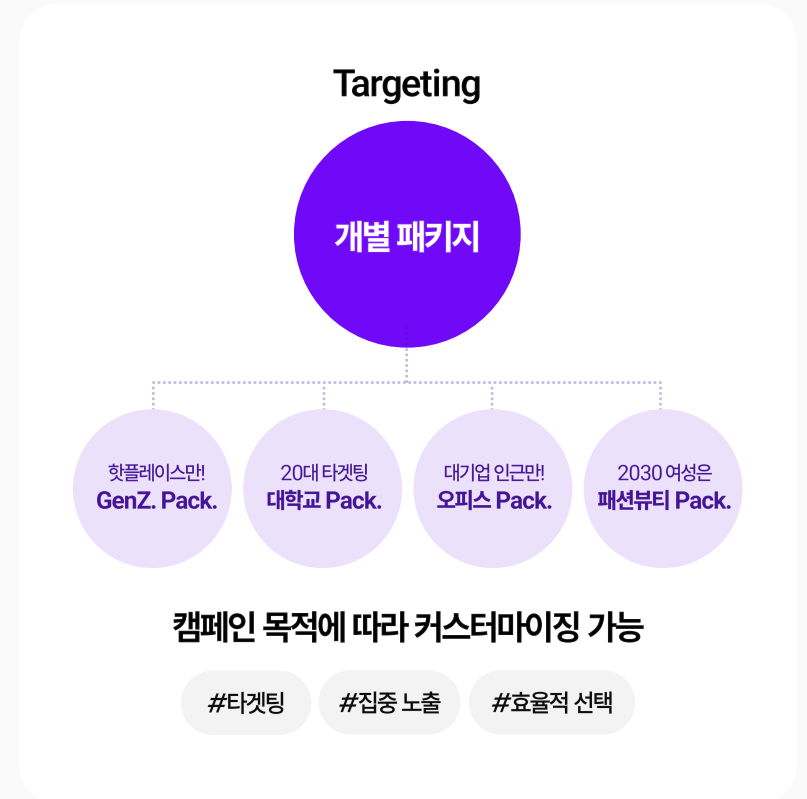 Targeting
개별 패키지
핫플레이스만!
GenZ. Pack.
20대 타겟팅
대학교 Pack.
대기업 인근만!
오피스 Pack.
2030 여성은
패션뷰티 Pack.
캠페인 목적에 따라 커스터마이징 가능
#타겟팅
#집중 노출
#효율적 선택